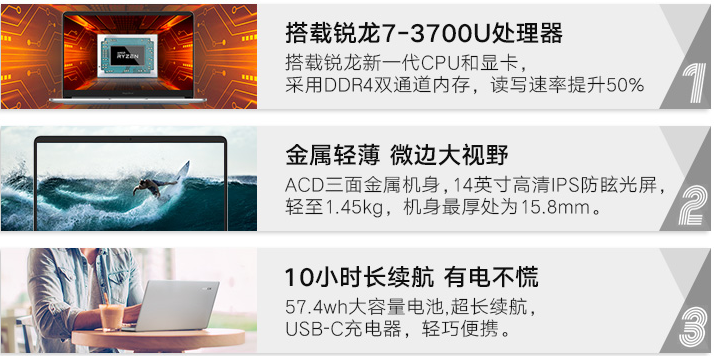 RYZEN
搭载锐龙7-3700U处理器
搭载锐龙新一代CPU和显卡，
采用DDR4双通道内存，读写速率提升50%
1
金属轻薄 微边大视野
ACD三面金属机身，14英寸高清IPS防眩光屏，
轻至1.45kg，机身最厚处为15.8mm。
2
10小时长续航 有电不慌
57.4wh大容量电池,超长续航，
USB-C充电器，轻巧便携。
3